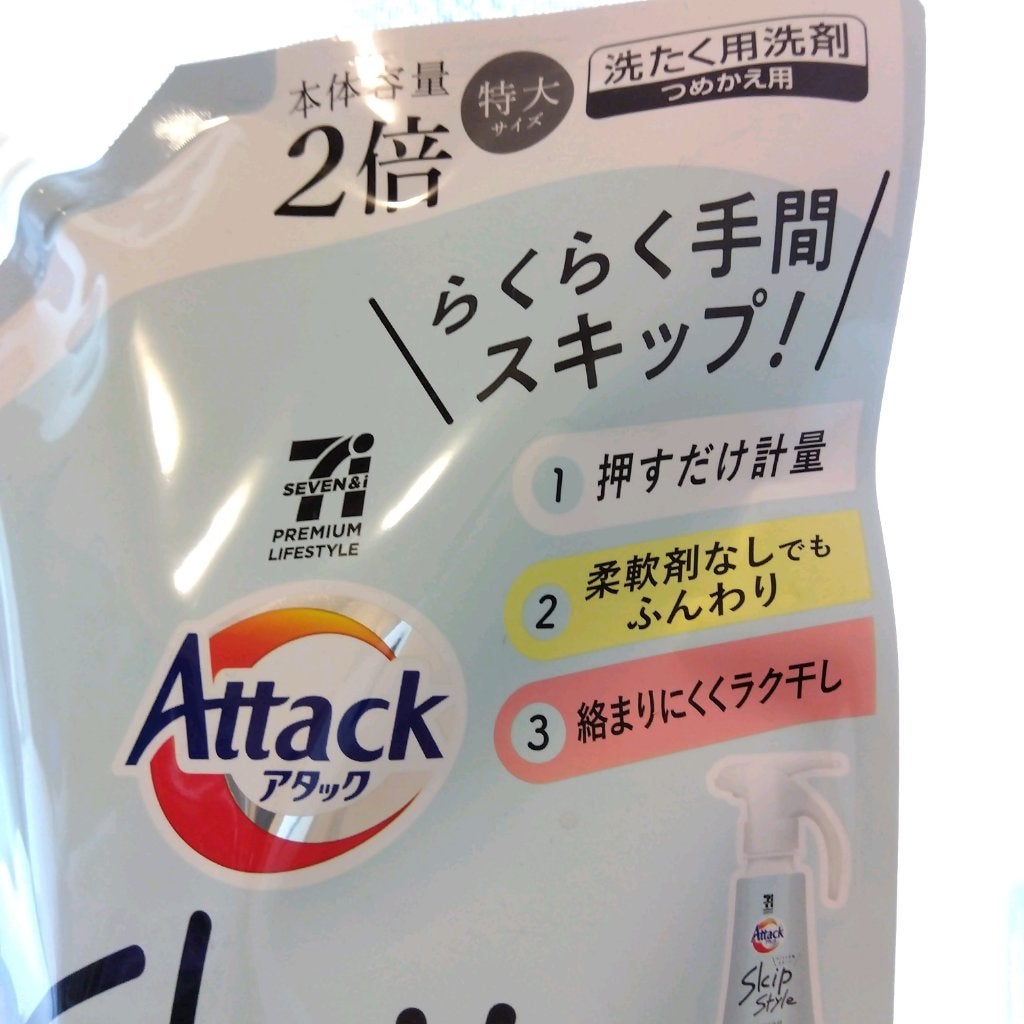 本体容量
2倍
特大
サイズ
洗たく用洗剤
つめかえ用
らくらく手間
スキップ!
SEVEN&i
PREMIUM
LIFESTYLE
1 押すだけ計量
2 柔軟剤なしでも
ふんわり
3 絡まりにくくラク干し
Attack
アタック
Attack
Skip
Style